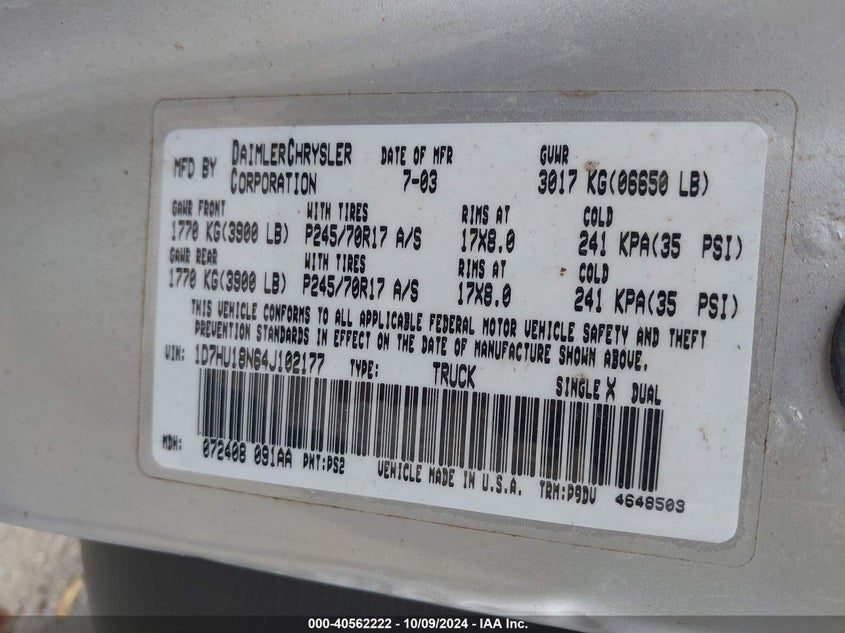 MFD BY DAIMLERCHRYSLER CORPORATION DATE OF MFR 7-03 GVWR 3017 KG(06650 LB)
GAWR FRONT WITH TIRES RIMS AT COLD
1770 KG(3900 LB) P245/70R17 A/S 17X8.0 241 KPA(35 PSI)
GAWR REAR WITH TIRES RIMS AT COLD
1770 KG(3900 LB) P245/70R17 A/S 17X8.0 241 KPA(35 PSI)
THIS VEHICLE CONFORMS TO ALL APPLICABLE FEDERAL MOTOR VEHICLE SAFETY AND THEFT
PREVENTION STANDARDS IN EFFECT ON THE DATE OF MANUFACTURE SHOWN ABOVE.
VIN: 1D7HU18N64J102177 TYPE: TRUCK SINGLE X DUAL
MDH: 072408 091AA PNT:PS2 VEHICLE MADE IN U.S.A. TRM:D9DV 4648503
000-40562222 - 10/09/2024 - IAA Inc.